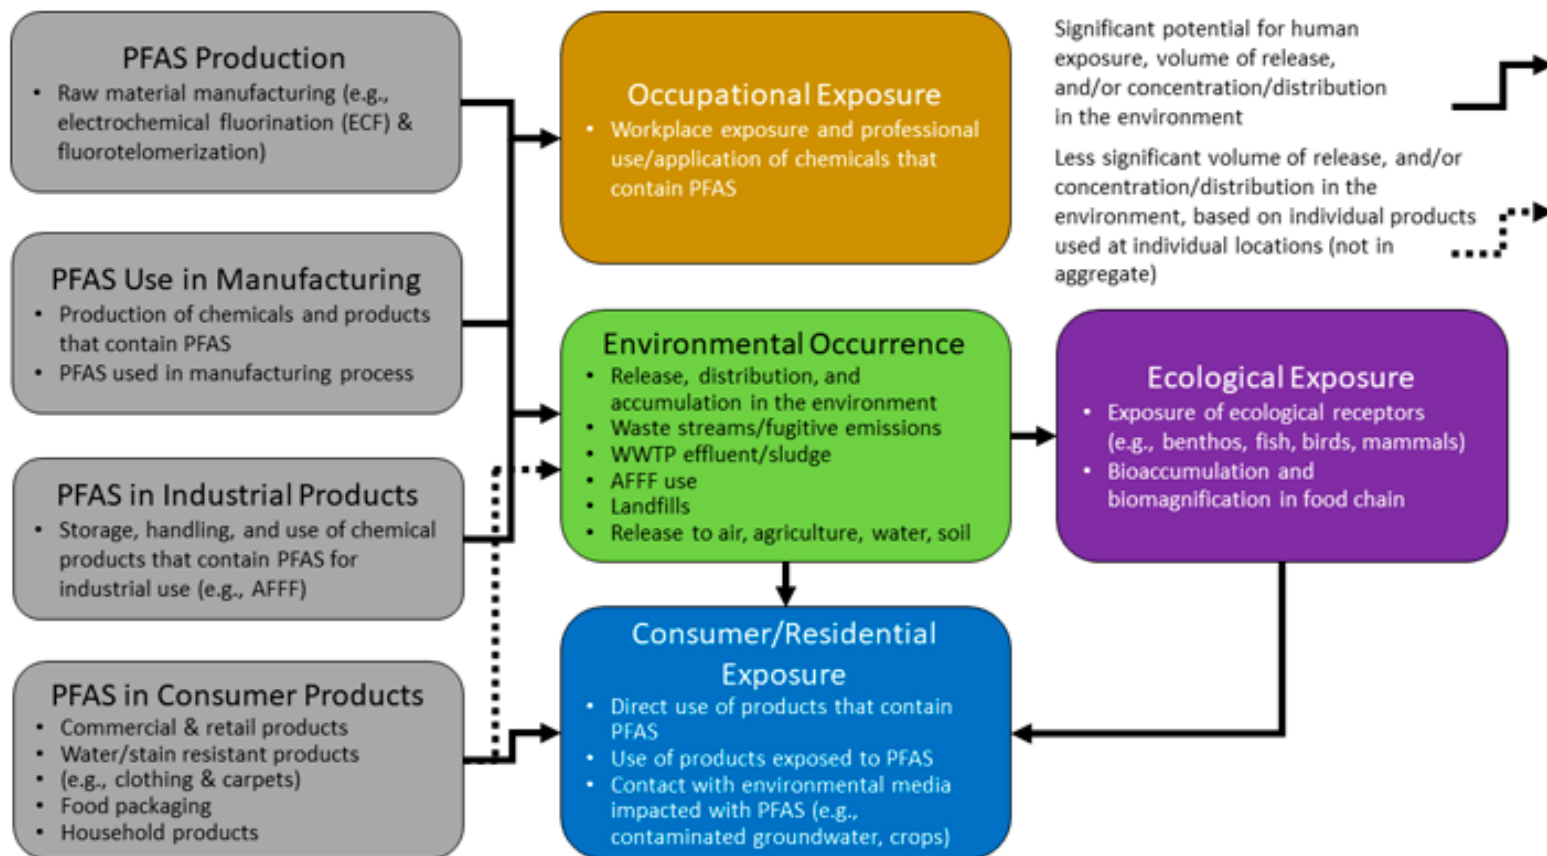 PFAS Production
• Raw material manufacturing (e.g.,
electrochemical fluorination (ECF) &
fluorotelomerization)
PFAS Use in Manufacturing
• Production of chemicals and products
that contain PFAS
• PFAS used in manufacturing process
PFAS in Industrial Products
• Storage, handling, and use of chemical
products that contain PFAS for
industrial use (e.g., AFFF)
PFAS in Consumer Products
• Commercial & retail products
• Water/stain resistant products
• (e.g., clothing & carpets)
• Food packaging
• Household products
Occupational Exposure
• Workplace exposure and professional
use/application of chemicals that
contain PFAS
Environmental Occurrence
• Release, distribution, and
accumulation in the environment
• Waste streams/fugitive emissions
• WWTP effluent/sludge
• AFFF use
• Landfills
• Release to air, agriculture, water, soil
Consumer/Residential
Exposure
• Direct use of products that contain
PFAS
• Use of products exposed to PFAS
• Contact with environmental media
impacted with PFAS (e.g.,
contaminated groundwater, crops)
Significant potential for human
exposure, volume of release,
and/or concentration/distribution
in the environment
Less significant volume of release, and/or
concentration/distribution in the
environment, based on individual products
used at individual locations (not in
aggregate)
Ecological Exposure
• Exposure of ecological receptors
(e.g., benthos, fish, birds, mammals)
• Bioaccumulation and
biomagnification in food chain